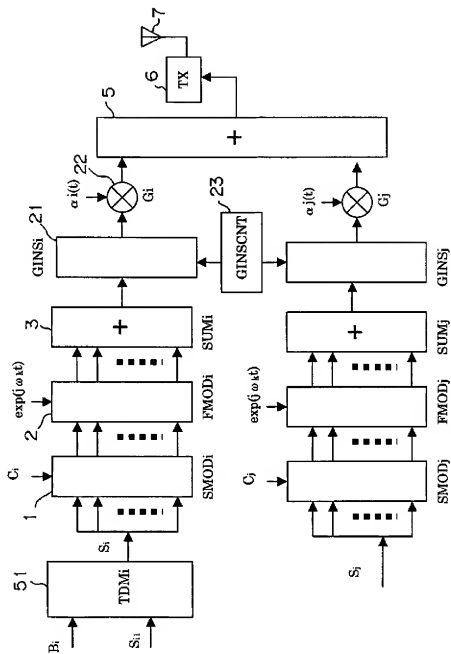 7
6
TX
5
+
22
αi(t)
Gi
αj(t)
Gj
21
GINSi
23
GINSCNT
GINSj
3
+
SUMi
+
SUMj
exp(jωkt)
2
FMODi
exp(jωkt)
FMODj
Ci
1
SMODi
Cj
SMODj
Si
Sj
51
TDMi
Bi
Si1